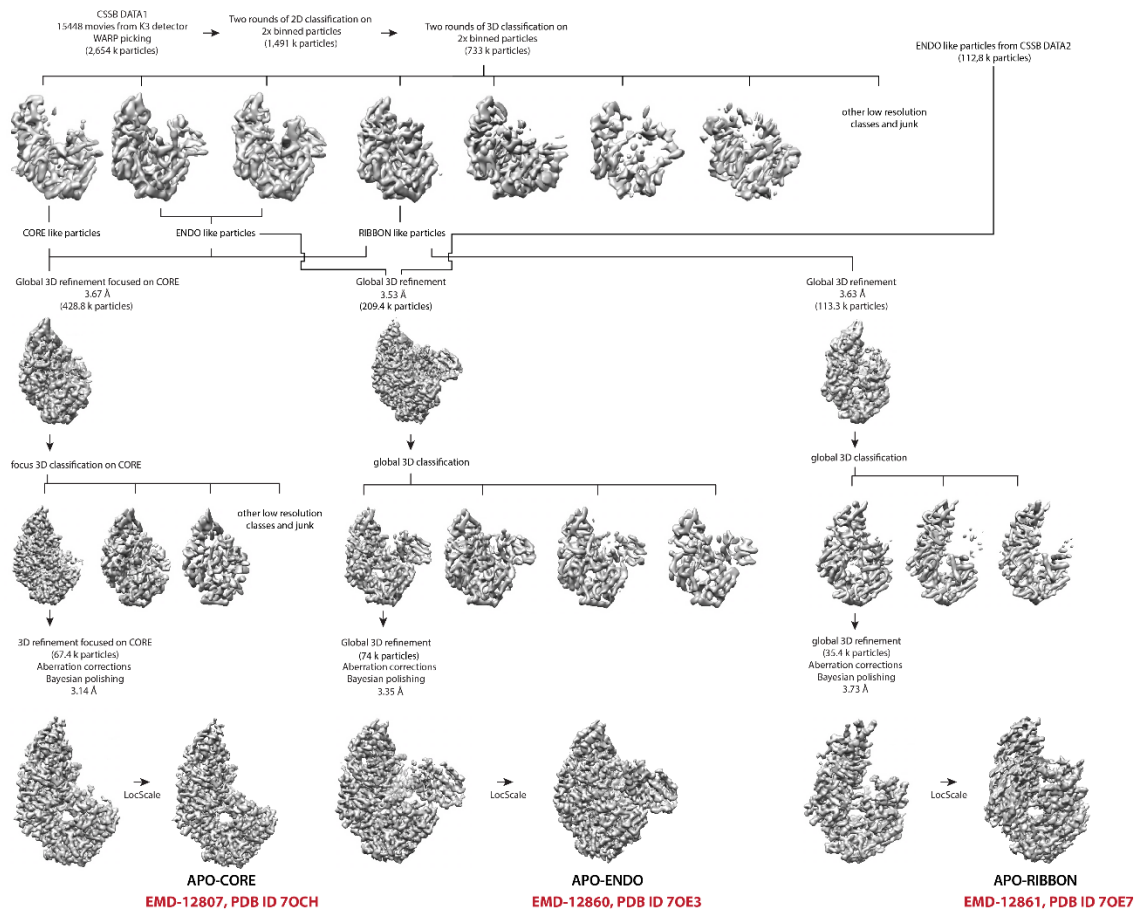 CSSB DATA1
15448 movies from K3 detector
WARP picking
(2,654 k particles)
Two rounds of 2D classification on
2x binned particles
(1,491 k particles)
Two rounds of 3D classification on
2x binned particles
(733 k particles)
ENDO like particles from CSSB DATA2
(112,8 k particles)
other low resolution
classes and junk
CORE like particles
ENDO like particles
RIBBON like particles
Global 3D refinement focused on CORE
3.67 Å
(428.8 k particles)
Global 3D refinement
3.53 Å
(209.4 k particles)
Global 3D refinement
3.63 Å
(113.3 k particles)
focus 3D classification on CORE
global 3D classification
global 3D classification
other low resolution
classes and junk
3D refinement focused on CORE
(67.4 k particles)
Aberration corrections
Bayesian polishing
3.14 Å
Global 3D refinement
(74 k particles)
Aberration corrections
Bayesian polishing
3.35 Å
global 3D refinement
(35.4 k particles)
Aberration corrections
Bayesian polishing
3.73 Å
LocScale
LocScale
LocScale
APO-CORE
EMD-12807, PDB ID 7OCH
APO-ENDO
EMD-12860, PDB ID 7OE3
APO-RIBBON
EMD-12861, PDB ID 7OE7